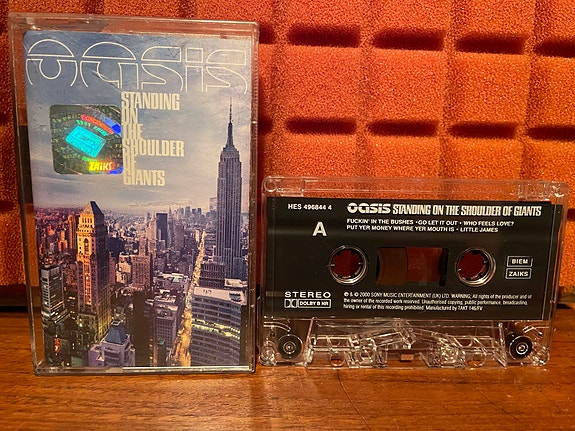 oasis
STANDING
ON
THE
SHOULDER
OF
GIANTS
ZAiKS
HES 496844 4
oasis STANDING ON THE SHOULDER OF GIANTS
FUCKIN' IN THE BUSHES •GO LET IT OUT • WHO FEELS LOVE?
PUT YER MONEY WHERE YER MOUTH IS • LITTLE JAMES
A
BIEM
ZAIKS
STEREO
DOLBY B NR
℗ & © 2000 SONY MUSIC ENTERTAINMENT (UK) LTD. WARNING; All rights of the producer and of
the owner of the recorded work reserved. Unauthorised copying, public performance, broadcasting,
hiring or rental of this recording prohibited. Manufactured by TAKT 146/FV